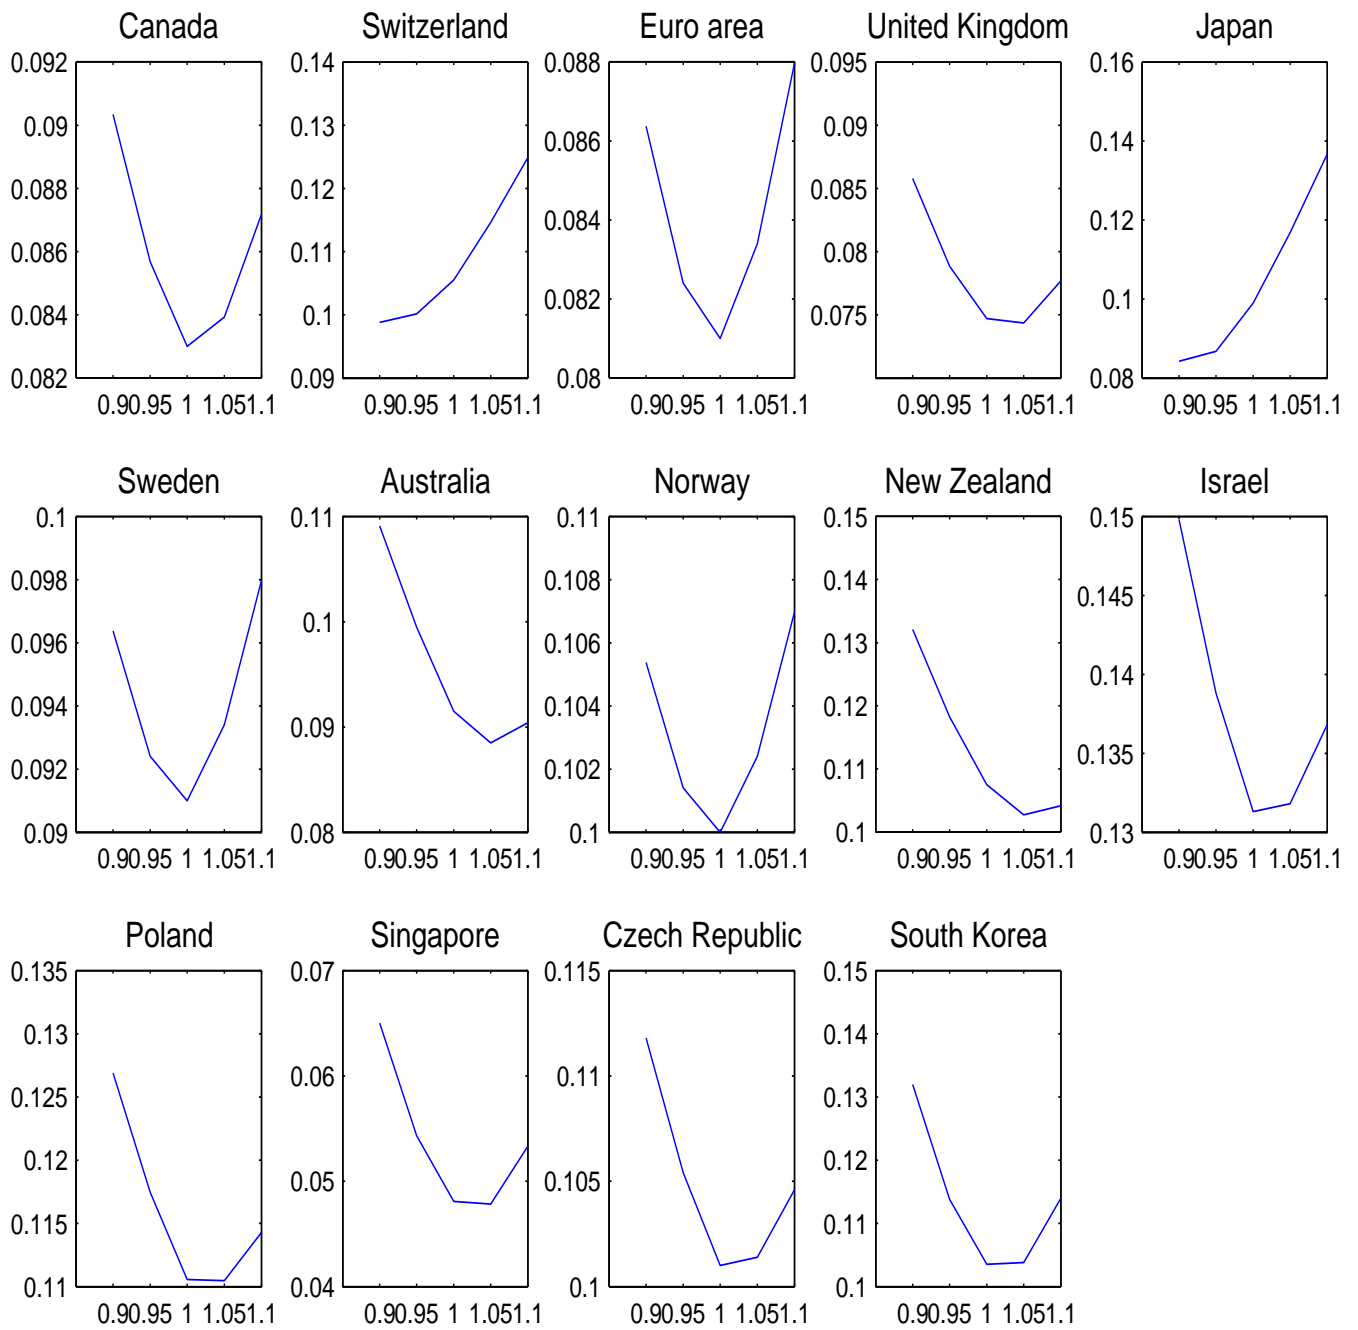 Canada
0.092
0.09
0.088
0.086
0.084
0.082
0.90.95 1 1.051.1
Switzerland
0.14
0.13
0.12
0.11
0.1
0.09
0.90.95 1 1.051.1
Euro area
0.088
0.086
0.084
0.082
0.08
0.90.95 1 1.051.1
United Kingdom
0.095
0.09
0.085
0.08
0.075
0.90.95 1 1.051.1
Japan
0.16
0.14
0.12
0.1
0.08
0.90.95 1 1.051.1
Sweden
0.1
0.098
0.096
0.094
0.092
0.09
0.90.95 1 1.051.1
Australia
0.11
0.1
0.09
0.08
0.90.95 1 1.051.1
Norway
0.11
0.108
0.106
0.104
0.102
0.1
0.90.95 1 1.051.1
New Zealand
0.15
0.14
0.13
0.12
0.11
0.1
0.90.95 1 1.051.1
Israel
0.15
0.145
0.14
0.135
0.13
0.90.95 1 1.051.1
Poland
0.135
0.13
0.125
0.12
0.115
0.11
0.90.95 1 1.051.1
Singapore
0.07
0.06
0.05
0.04
0.90.95 1 1.051.1
Czech Republic
0.115
0.11
0.105
0.1
0.90.95 1 1.051.1
South Korea
0.15
0.14
0.13
0.12
0.11
0.1
0.90.95 1 1.051.1